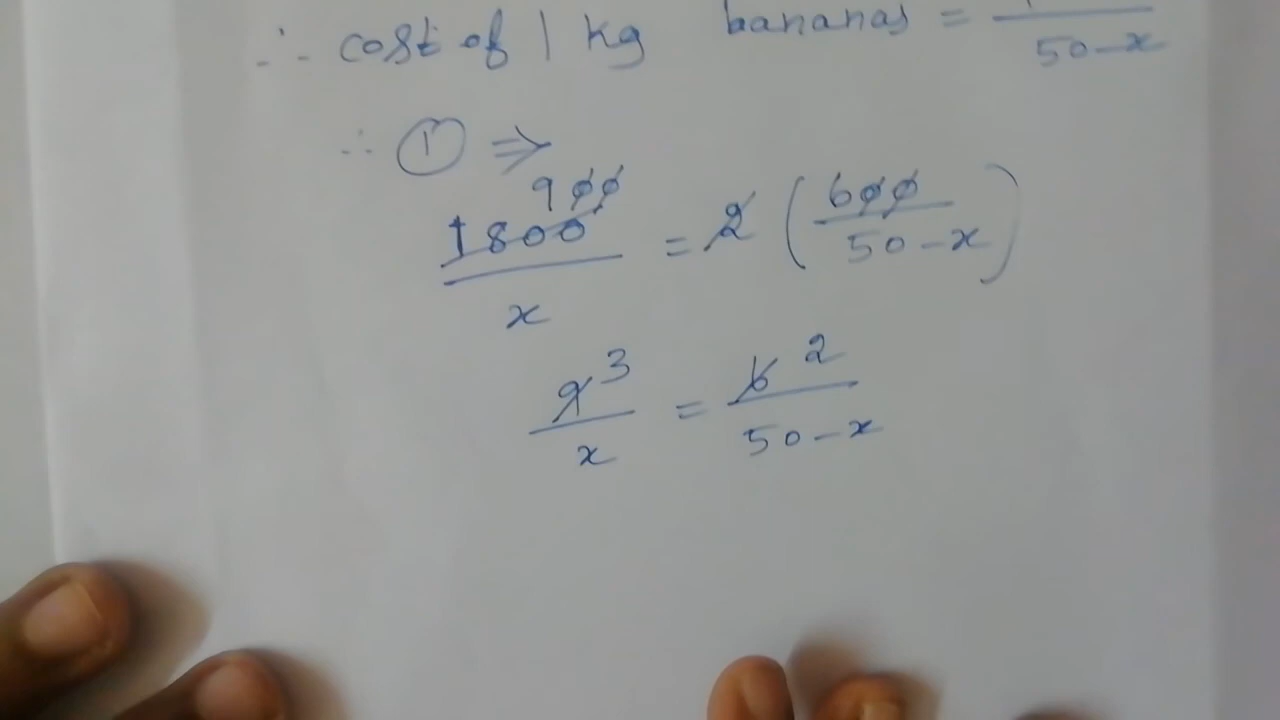 ∴ cost of 1 kg bananas = /50-x
∴ ① ⇒
900
1800/x = 2 (600/50-x)
9 3/x = 6 2/50-x